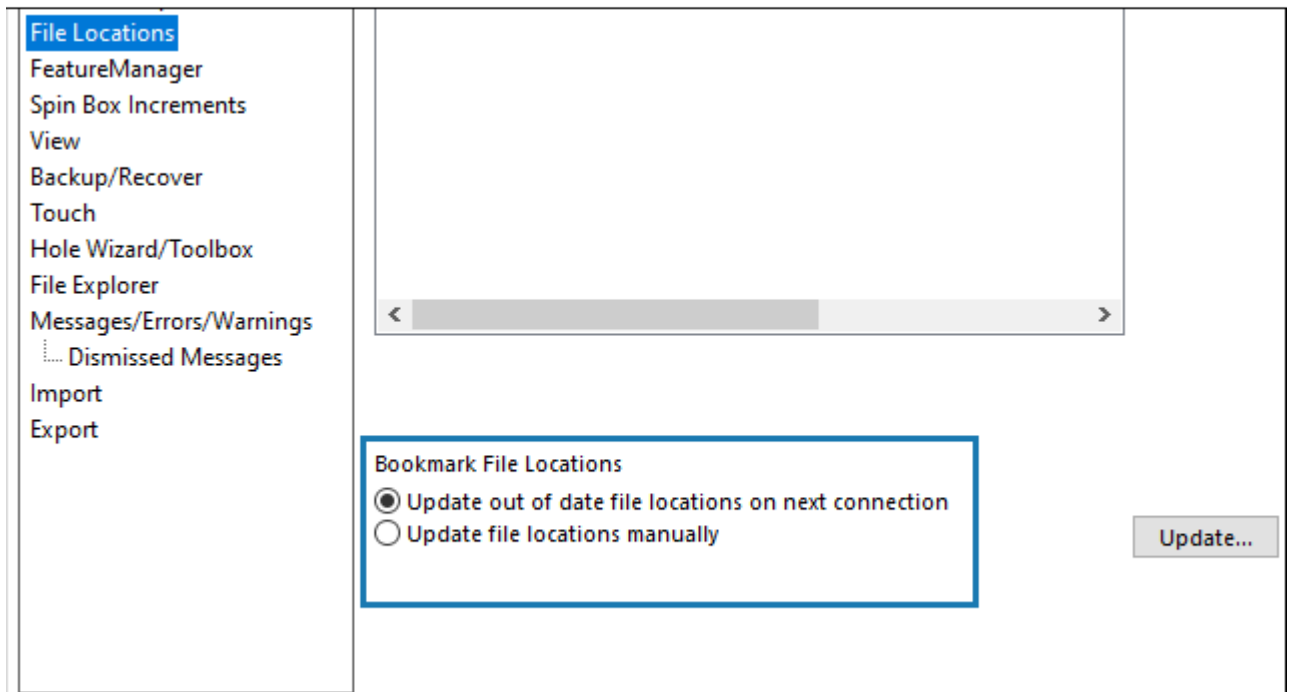 File Locations
FeatureManager
Spin Box Increments
View
Backup/Recover
Touch
Hole Wizard/Toolbox
File Explorer
Messages/Errors/Warnings
Dismissed Messages
Import
Export
Bookmark File Locations
Update out of date file locations on next connection
Update file locations manually
Update...